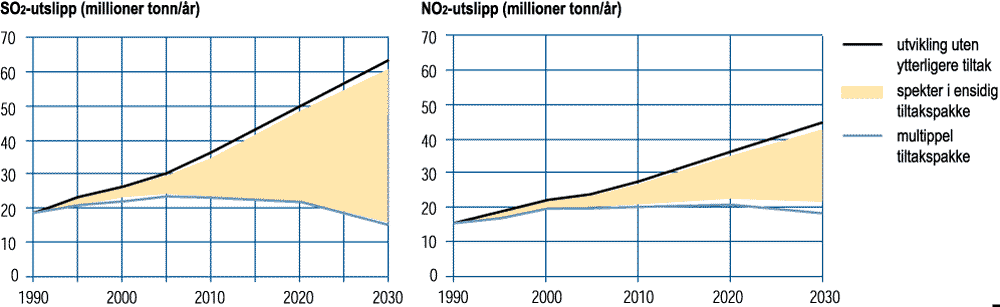 SO2-utslipp (millioner tonn/år)
70
60
50
40
30
20
10
0
1990 2000 2010 2020 2030
NO2-utslipp (millioner tonn/år)
70
60
50
40
30
20
10
0
1990 2000 2010 2020 2030
utvikling uten
ytterligere tiltak
spekter i ensidig
tiltakspakke
multippel
tiltakspakke